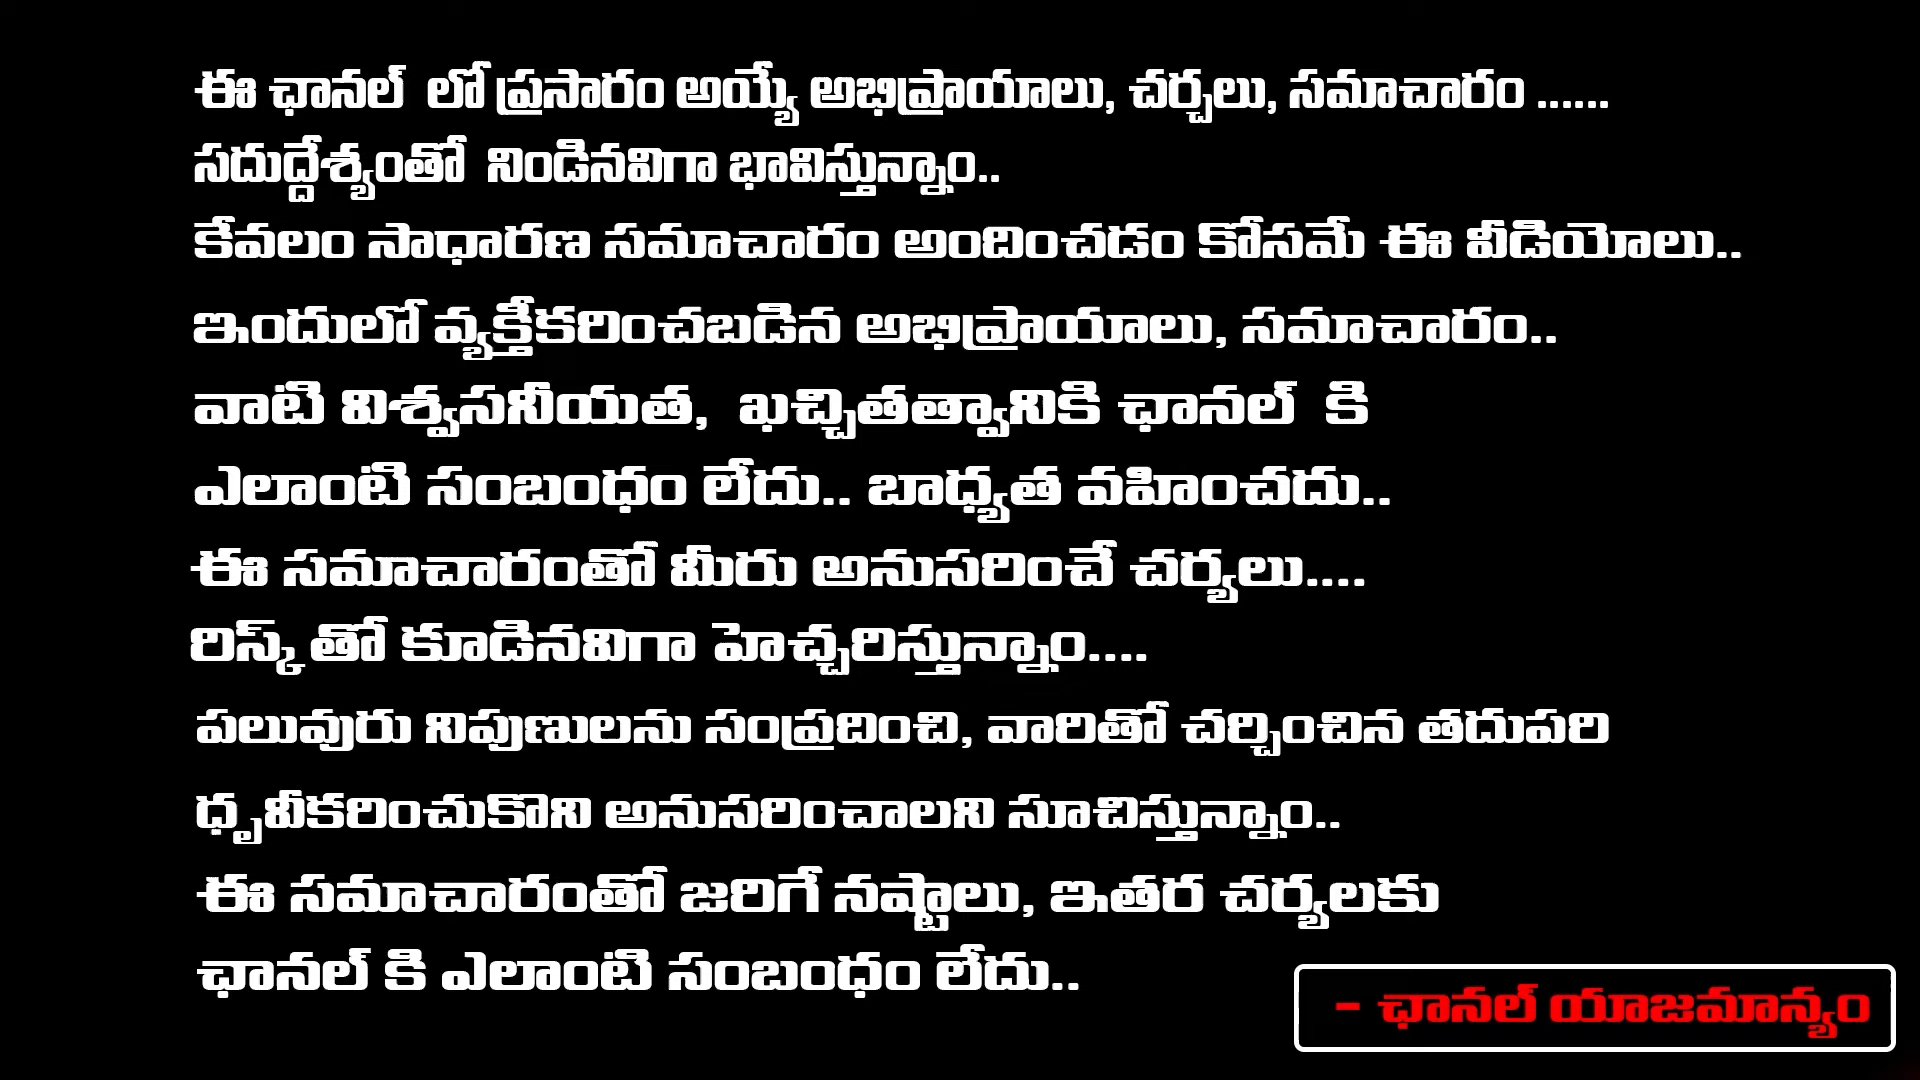 ఈ ఛానల్ లో ప్రసారం అయ్యే అభిప్రాయాలు, చర్చలు, సమాచారం ......
సదుద్దేశ్యంతో నిండినవిగా భావిస్తున్నాం..
కేవలం సాధారణ సమాచారం అందించడం కోసమే ఈ వీడియోలు..
ఇందులో వ్యక్తీకరించబడిన అభిప్రాయాలు, సమాచారం..
వాటి విశ్వసనీయత, ఖచ్చితత్వానికి ఛానల్ కి
ఎలాంటి సంబంధం లేదు.. బాధ్యత వహించదు..
ఈ సమాచారంతో మీరు అనుసరించే చర్యలు....
రిస్క్ తో కూడినవిగా హెచ్చరిస్తున్నాం....
పలువురు నిపుణులను సంప్రదించి, వారితో చర్చించిన తదుపరి
ధృవీకరించుకొని అనుసరించాలని సూచిస్తున్నాం..
ఈ సమాచారంతో జరిగే నష్టాలు, ఇతర చర్యలకు
ఛానల్ కి ఎలాంటి సంబంధం లేదు..
- ఛానల్ యాజమాన్యం